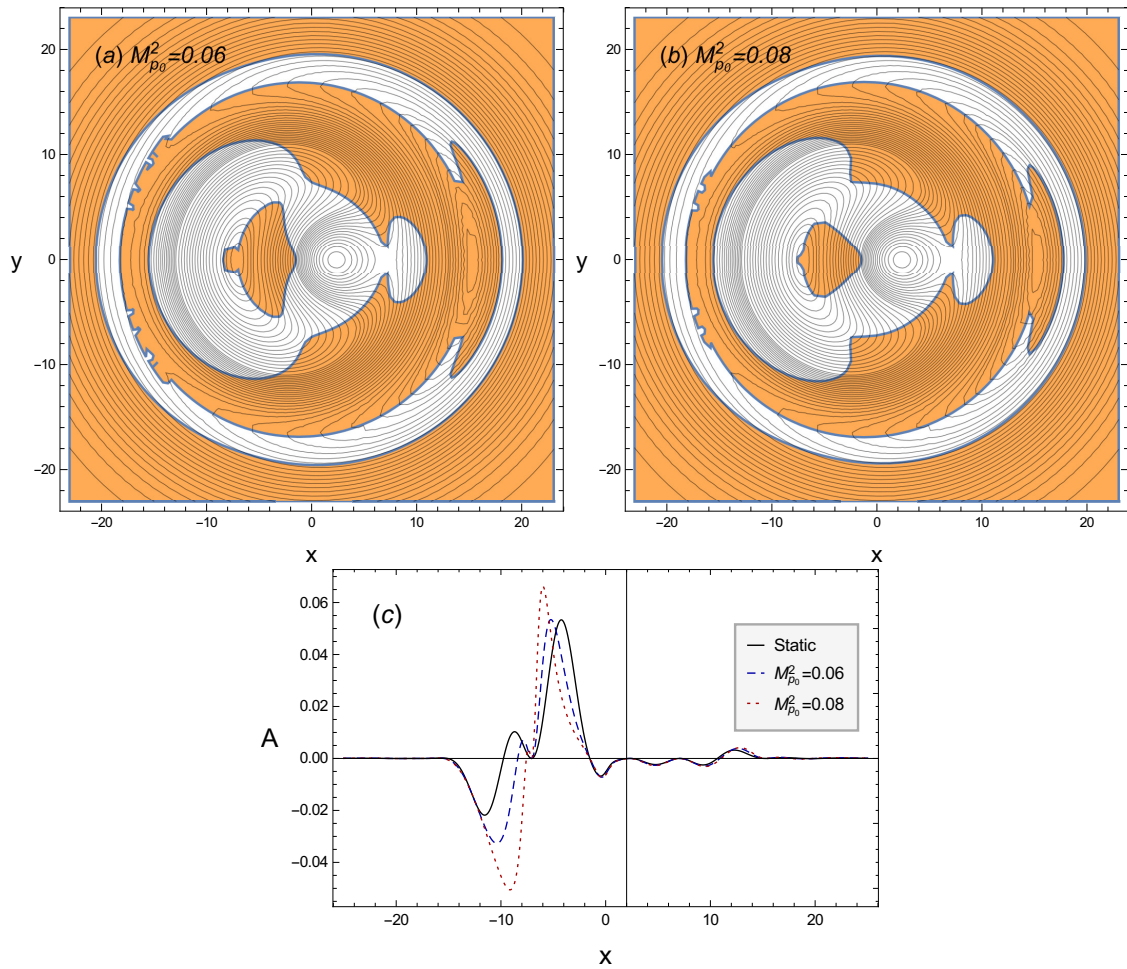 (a) M²ₚ₀=0.06
(b) M²ₚ₀=0.08
20
10
0
−10
−20
y
−20 −10 0 10 20
x
20
10
0
−10
−20
y
−20 −10 0 10 20
x
(c)
0.06
0.04
0.02
0.00
−0.02
−0.04
A
−20 −10 0 10 20
x
Static
M²ₚ₀=0.06
M²ₚ₀=0.08